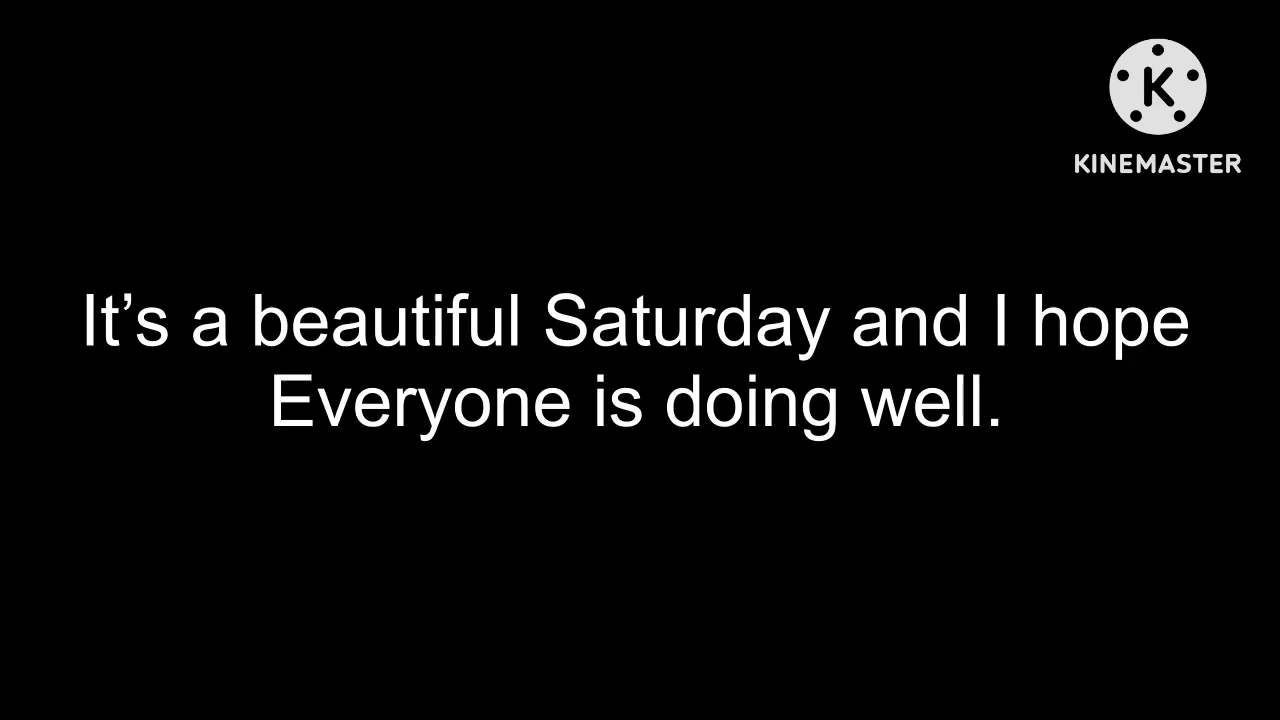 K
KINEMASTER
It’s a beautiful Saturday and I hope
Everyone is doing well.